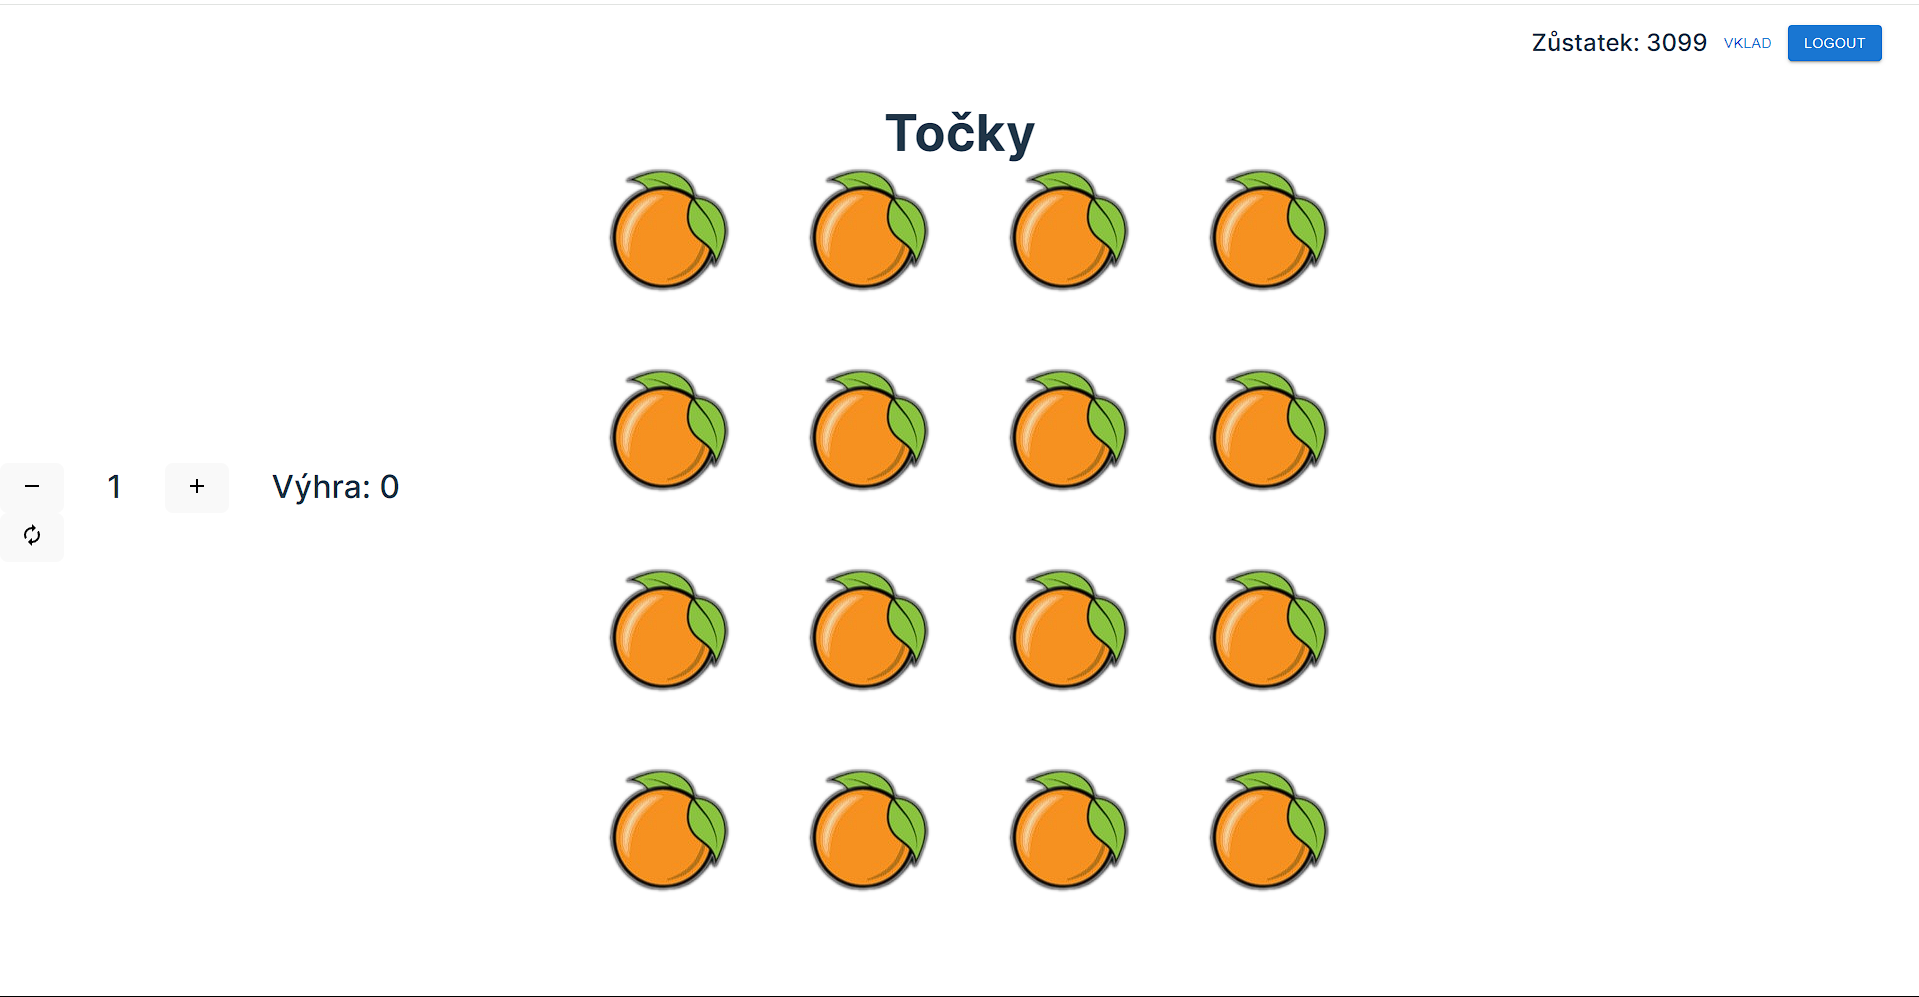 Zůstatek: 3099 VKLAD LOGOUT
Točky
− 1 + Výhra: 0